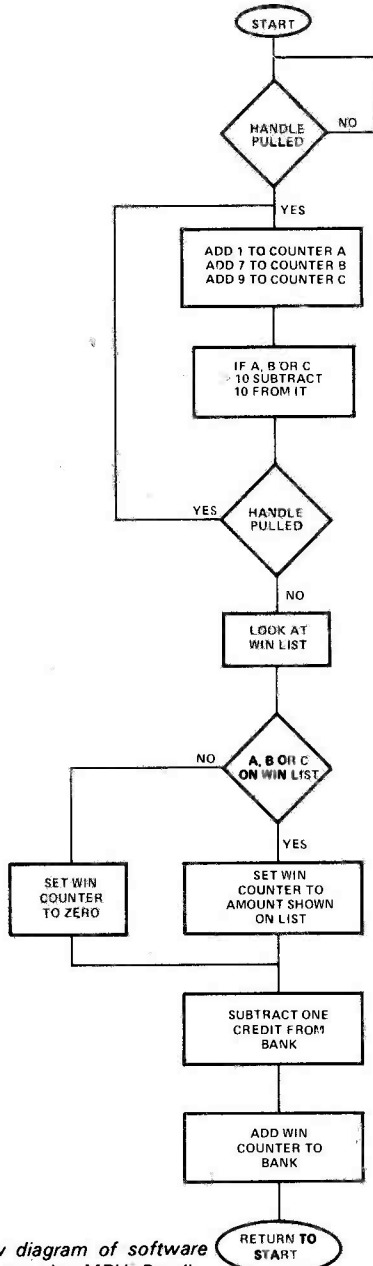 START
HANDLE
PULLED
NO
YES
ADD 1 TO COUNTER A
ADD 7 TO COUNTER B
ADD 9 TO COUNTER C
IF A, B OR C
10 SUBTRACT
10 FROM IT
YES
HANDLE
PULLED
NO
LOOK AT
WIN LIST
NO
A, B OR C
ON WIN LIST
YES
SET WIN
COUNTER
TO ZERO
SET WIN
COUNTER TO
AMOUNT SHOWN
ON LIST
SUBTRACT ONE
CREDIT FROM
BANK
ADD WIN
COUNTER TO
BANK
RETURN TO
START
diagram of software
MPU